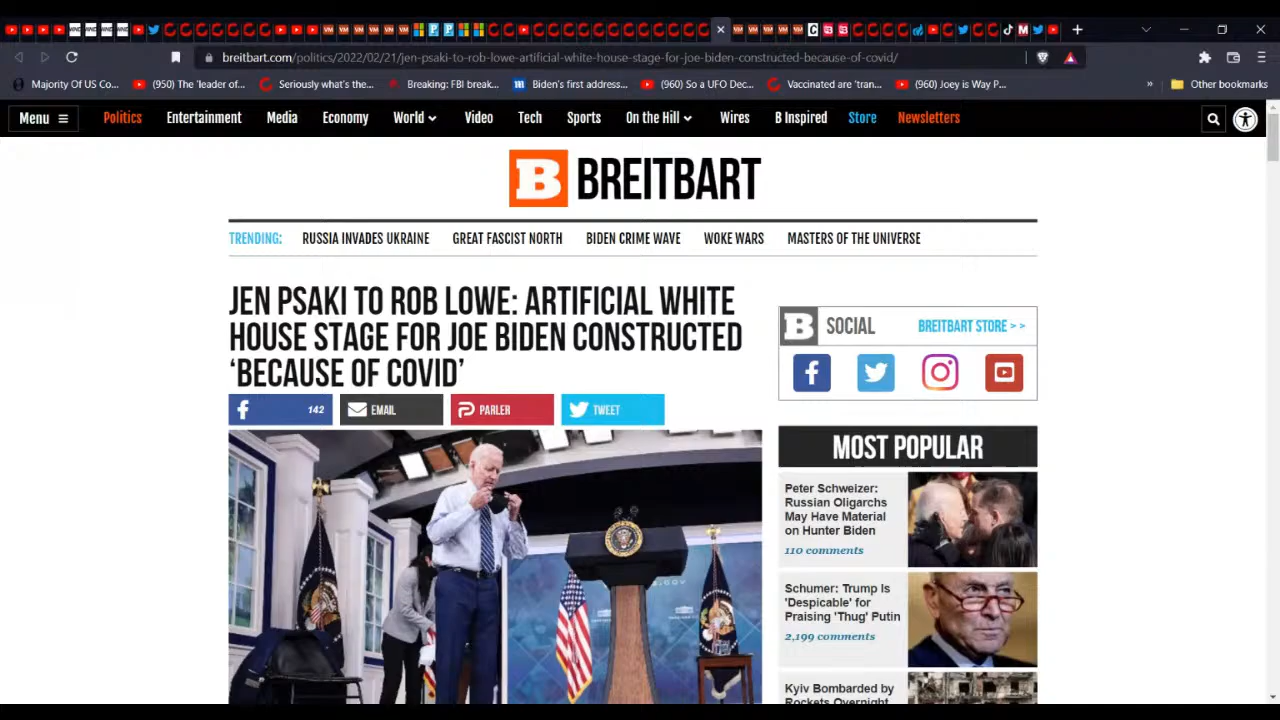 breitbart.com/politics/2022/02/21/jen-psaki-to-rob-lowe-artificial-white-house-stage-for-joe-biden-constructed-because-of-covid/
Majority Of US Co...
(950) The 'leader of...
Seriously what's the...
Breaking: FBI break...
Biden's first address...
(960) So a UFO Dec...
Vaccinated are 'tran...
(960) Joey is Way P...
»
Other bookmarks
Menu
Politics
Entertainment
Media
Economy
World
Video
Tech
Sports
On the Hill
Wires
B Inspired
Store
Newsletters
B BREITBART
TRENDING:
RUSSIA INVADES UKRAINE
GREAT FASCIST NORTH
BIDEN CRIME WAVE
WOKE WARS
MASTERS OF THE UNIVERSE
JEN PSAKI TO ROB LOWE: ARTIFICIAL WHITE
HOUSE STAGE FOR JOE BIDEN CONSTRUCTED
‘BECAUSE OF COVID’
142
EMAIL
PARLER
TWEET
B SOCIAL
BREITBART STORE > >
MOST POPULAR
Peter Schweizer:
Russian Oligarchs
May Have Material
on Hunter Biden
110 comments
Schumer: Trump Is
'Despicable' for
Praising 'Thug' Putin
2,199 comments
Kyiv Bombarded by
Rockets Overnight